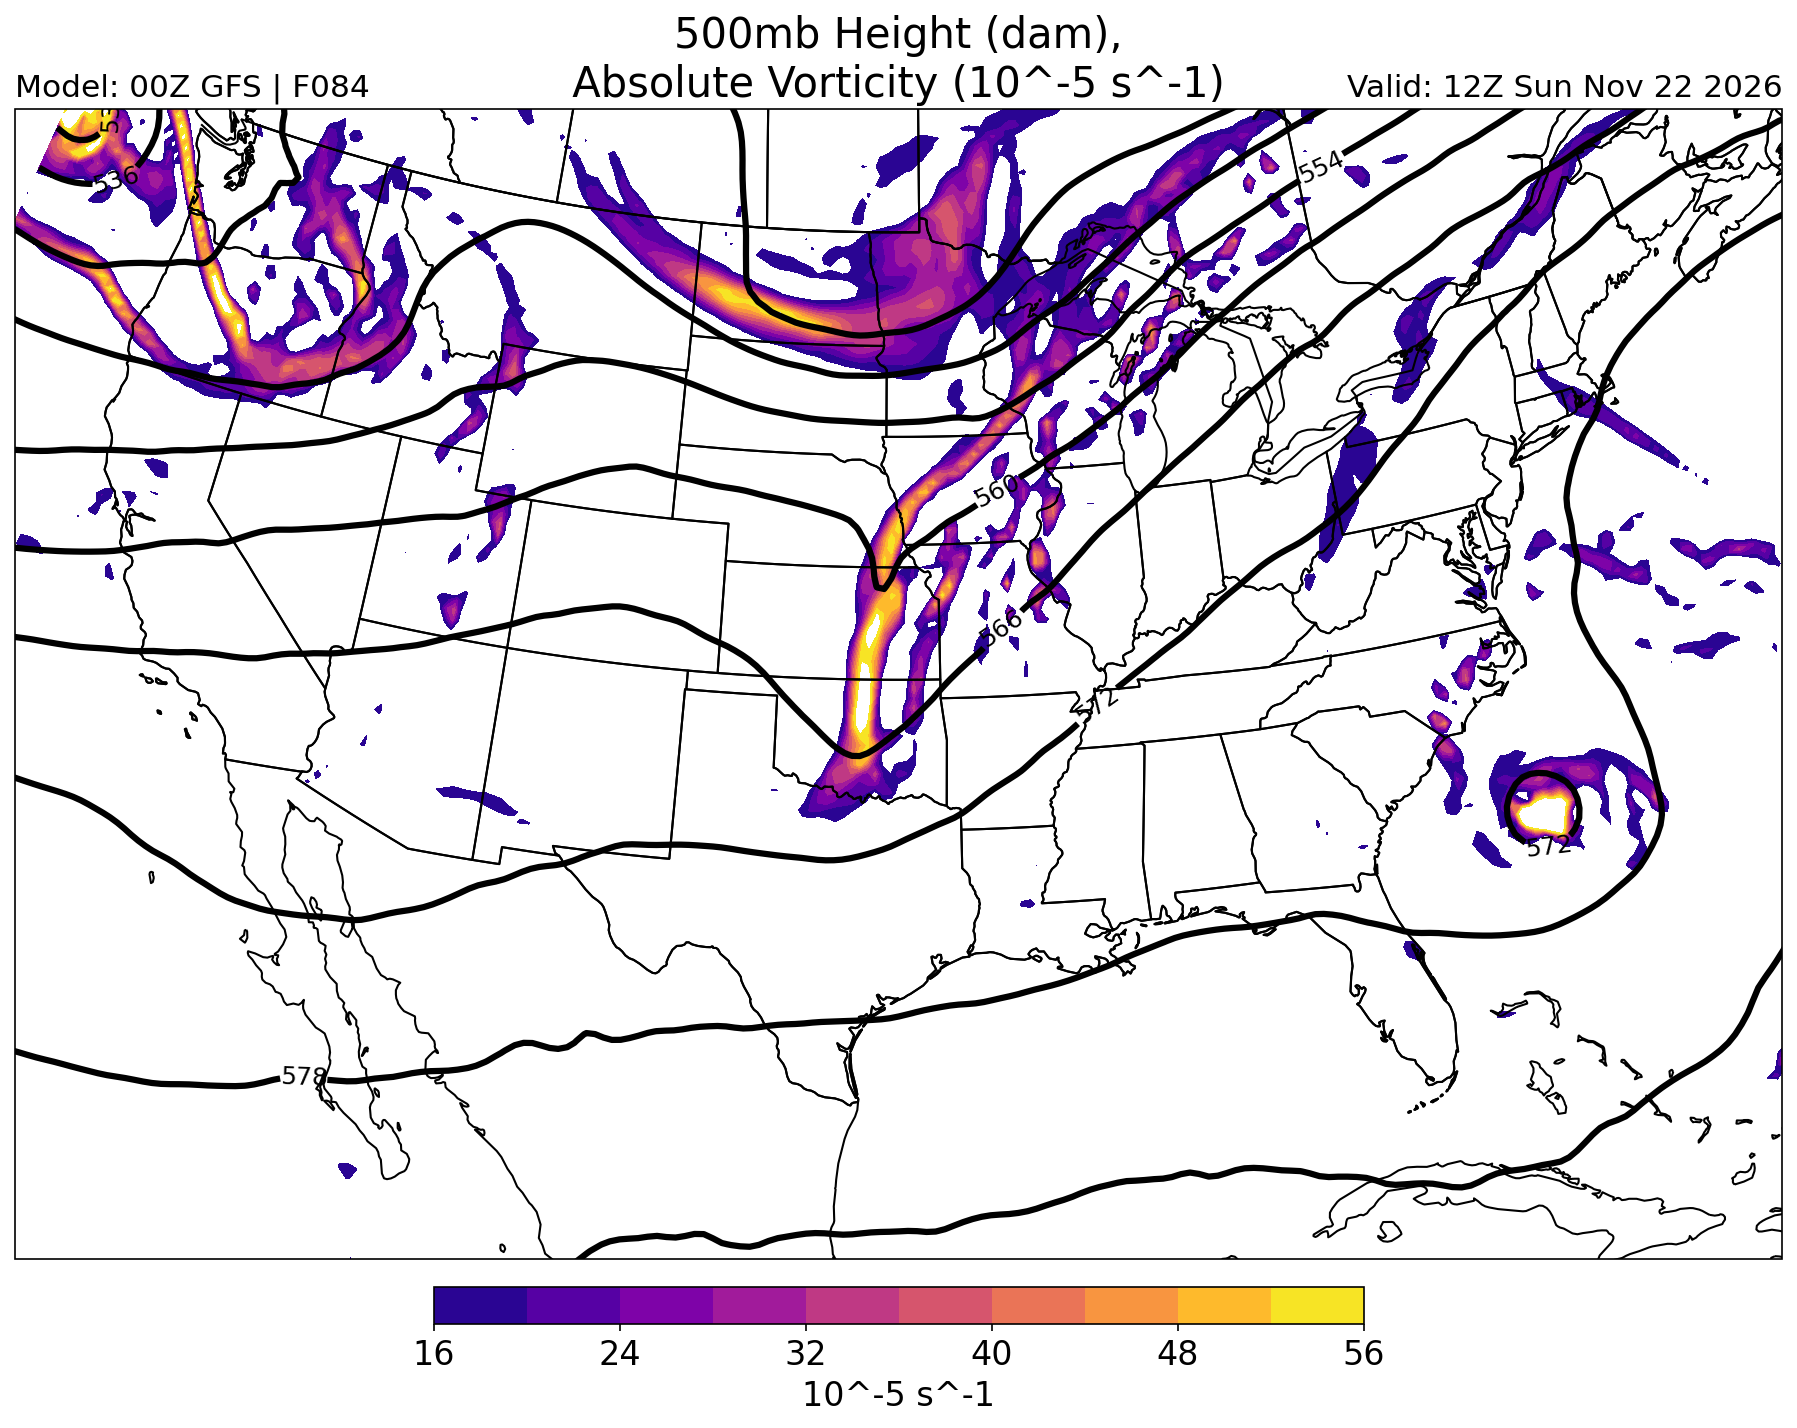 500mb Height (dam),
Absolute Vorticity (10^-5 s^-1)
Model: 00Z GFS | F084
Valid: 12Z Sun Nov 22 2026
536
554
560
566
572
572
578
16 24 32 40 48 56
10^-5 s^-1